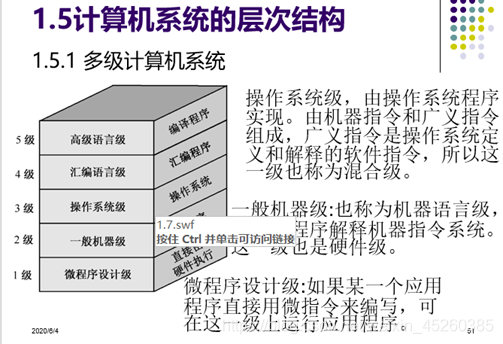 1.5计算机系统的层次结构
1.5.1 多级计算机系统
操作系统级，由操作系统程序
实现。由机器指令和广义指令
组成，广义指令是操作系统定
义和解释的软件指令，所以这
一级也称为混合级。
5 级
高级语言级
编译程序
4 级
汇编语言级
汇编程序
3 级
操作系统级
操作系统
2 级
一般机器级
1 级
微程序设计级
直接由
硬件执行
1.7.swf
按住 Ctrl 并单击可访问链接
一般机器级:也称为机器语言级，
程序解释机器指令系统。
这一级也是硬件级。
微程序设计级:如果某一个应用
程序直接用微指令来编写，可
在这一级上运行应用程序。
2020/6/4
61